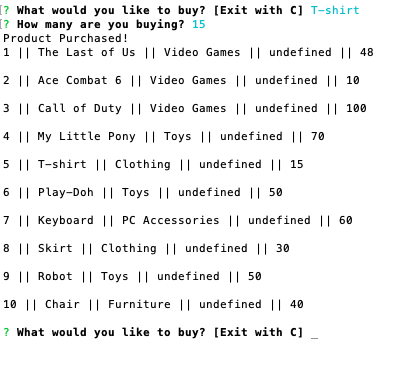 ? What would you like to buy? [Exit with C] T-shirt
? How many are you buying? 15
Product Purchased!
1 || The Last of Us || Video Games || undefined || 48
2 || Ace Combat 6 || Video Games || undefined || 10
3 || Call of Duty || Video Games || undefined || 100
4 || My Little Pony || Toys || undefined || 70
5 || T-shirt || Clothing || undefined || 15
6 || Play-Doh || Toys || undefined || 50
7 || Keyboard || PC Accessories || undefined || 60
8 || Skirt || Clothing || undefined || 30
9 || Robot || Toys || undefined || 50
10 || Chair || Furniture || undefined || 40
? What would you like to buy? [Exit with C] _